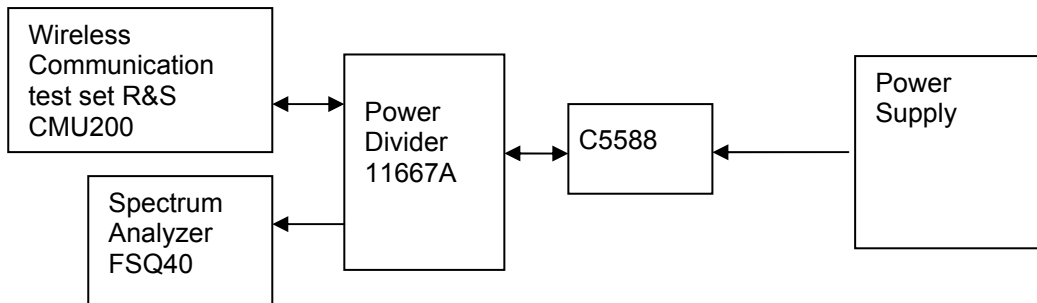 Wireless
Communication
test set R&S
CMU200
Power
Divider
11667A
C5588
Power
Supply
Spectrum
Analyzer
FSQ40